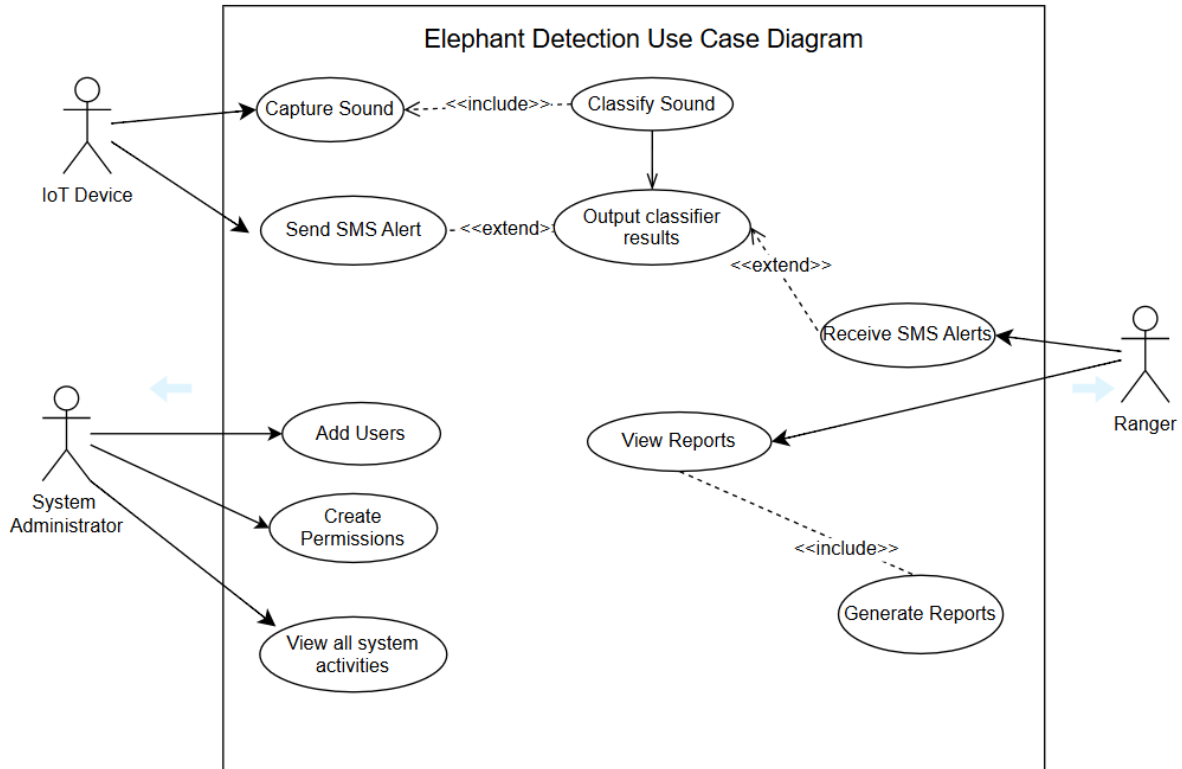 Elephant Detection Use Case Diagram
Capture Sound
<<include>>
Classify Sound
IoT Device
Send SMS Alert
<<extend>>
Output classifier
results
<<extend>>
Receive SMS Alerts
Ranger
System
Administrator
Add Users
View Reports
Create
Permissions
<<include>>
Generate Reports
View all system
activities